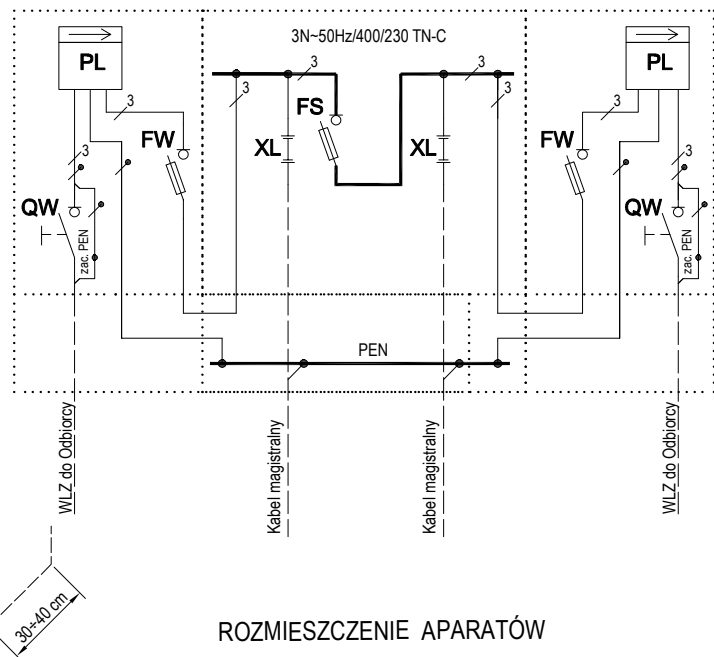 3N~50Hz/400/230 TN-C
PL
PL
3
3
3
3
3
3
FS
FW
XL
XL
FW
3
3
QW
QW
zac. PEN
zac. PEN
PEN
WLZ do Odbiorcy
Kabel magistralny
Kabel magistralny
WLZ do Odbiorcy
30÷40 cm
ROZMIESZCZENIE APARATÓW